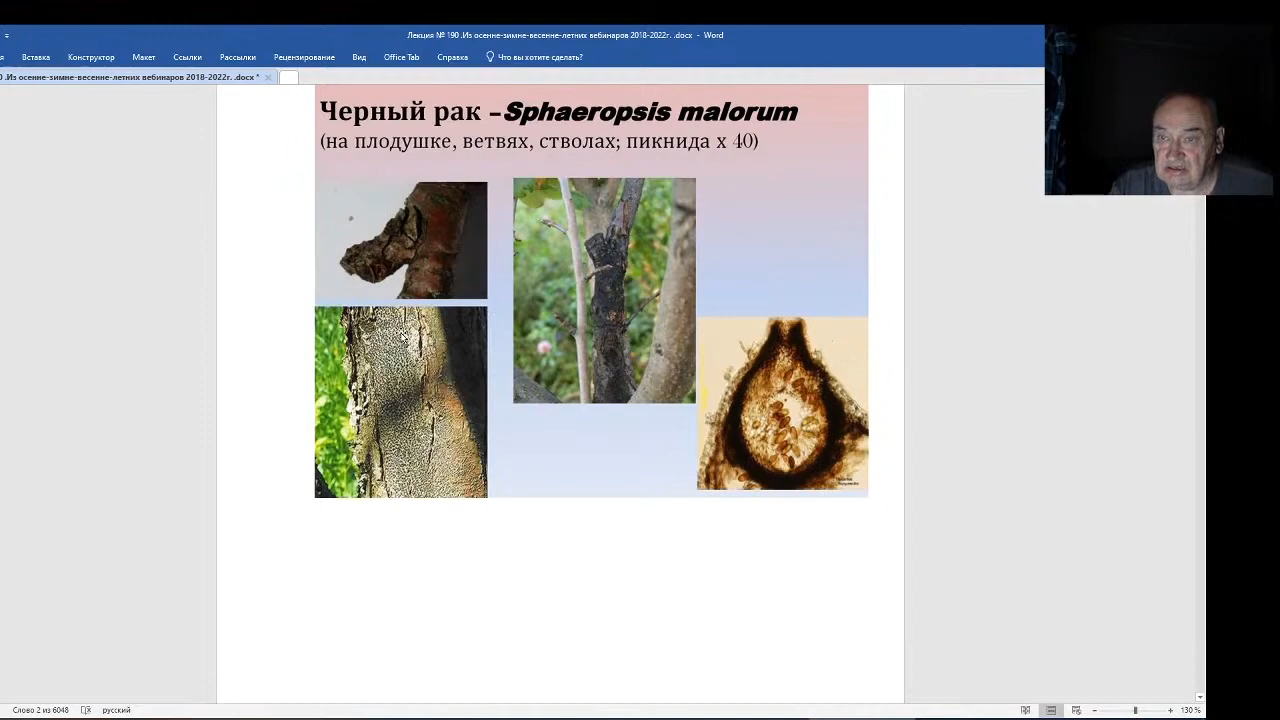 Лекция № 190 .Из осенне-зимне-весенне-летних вебинаров 2018-2022г. .docx - Word
я Вставка Конструктор Макет Ссылки Рассылки Рецензирование Вид Office Tab Справка Что вы хотите сделать?
0 .Из осенне-зимне-весенне-летних вебинаров 2018-2022г. .docx *
Черный рак –Sphaeropsis malorum
(на плодушке, ветвях, стволах; пикнида х 40)
Слово 2 из 6048 русский 130 %